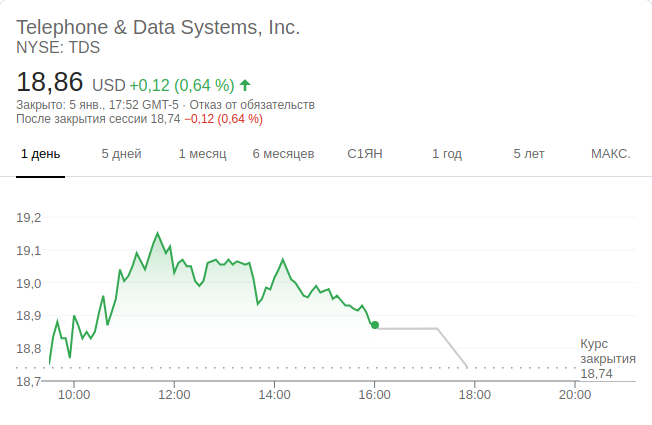 Telephone & Data Systems, Inc.
NYSE: TDS
18,86 USD +0,12 (0,64 %) ↑
Закрыто: 5 янв., 17:52 GMT-5 · Отказ от обязательств
После закрытия сессии 18,74 −0,12 (0,64 %)
1 день 5 дней 1 месяц 6 месяцев С1ЯН 1 год 5 лет МАКС.
19,2
19,1
19,0
18,9
18,8
18,7
Курс
закрытия
18,74
10:00 12:00 14:00 16:00 18:00 20:00